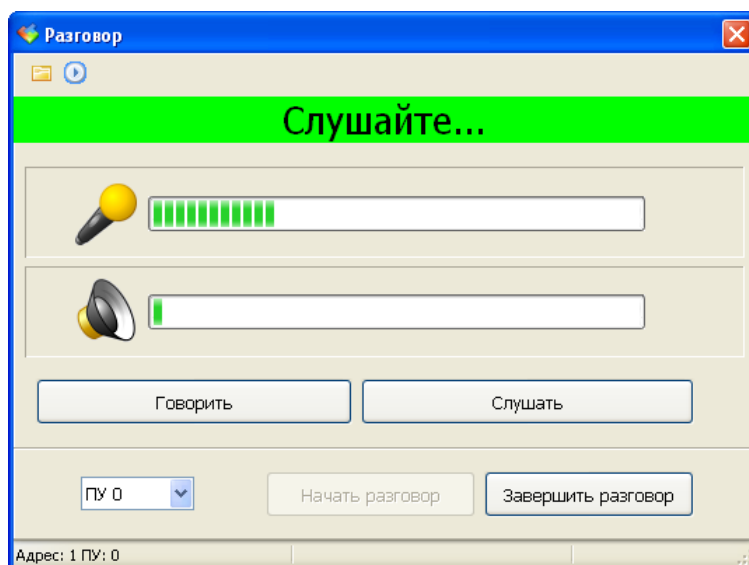 Разговор
Слушайте...
Говорить
Слушать
ПУ 0
Начать разговор
Завершить разговор
Адрес: 1 ПУ: 0